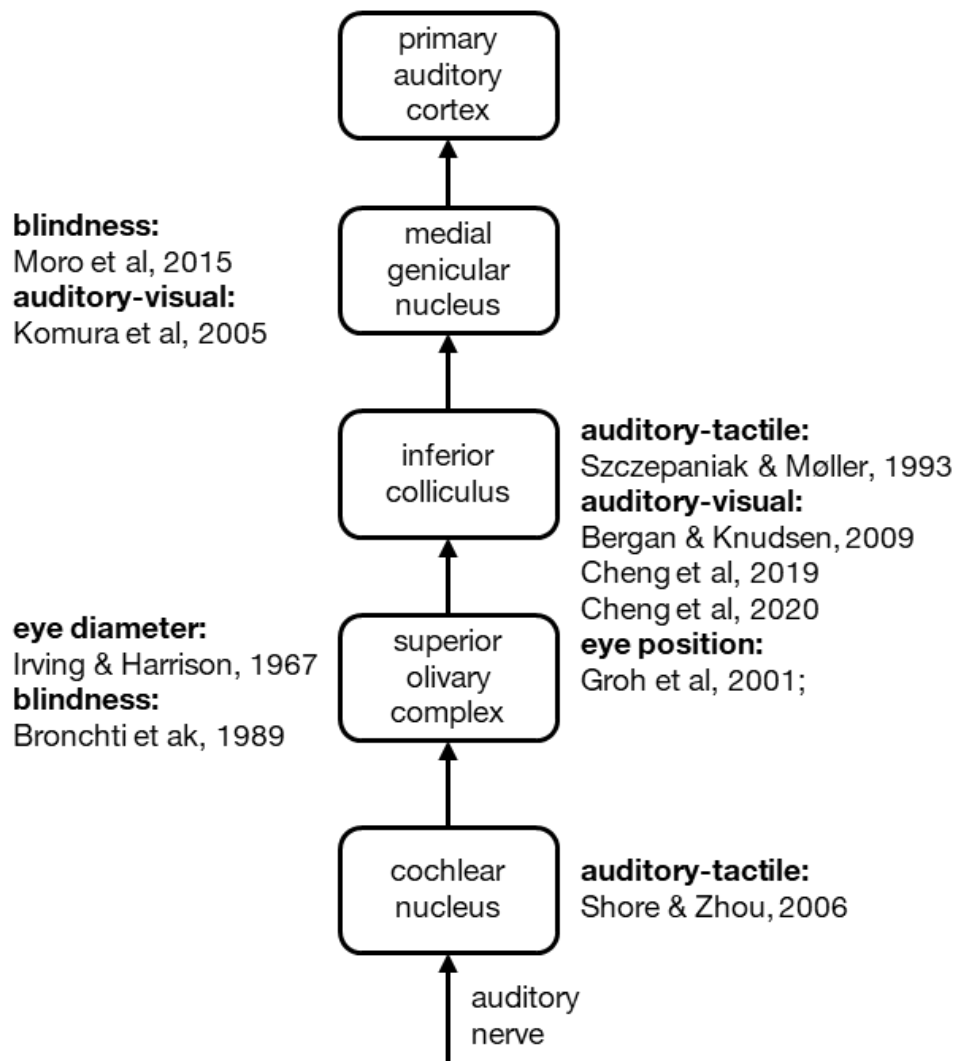 primary
auditory
cortex
blindness:
Moro et al, 2015
auditory-visual:
Komura et al, 2005
medial
genicular
nucleus
inferior
colliculus
auditory-tactile:
Szczepaniak & Møller, 1993
auditory-visual:
Bergan & Knudsen, 2009
Cheng et al, 2019
Cheng et al, 2020
eye position:
Groh et al, 2001;
eye diameter:
Irving & Harrison, 1967
blindness:
Bronchti et ak, 1989
superior
olivary
complex
cochlear
nucleus
auditory-tactile:
Shore & Zhou, 2006
auditory
nerve